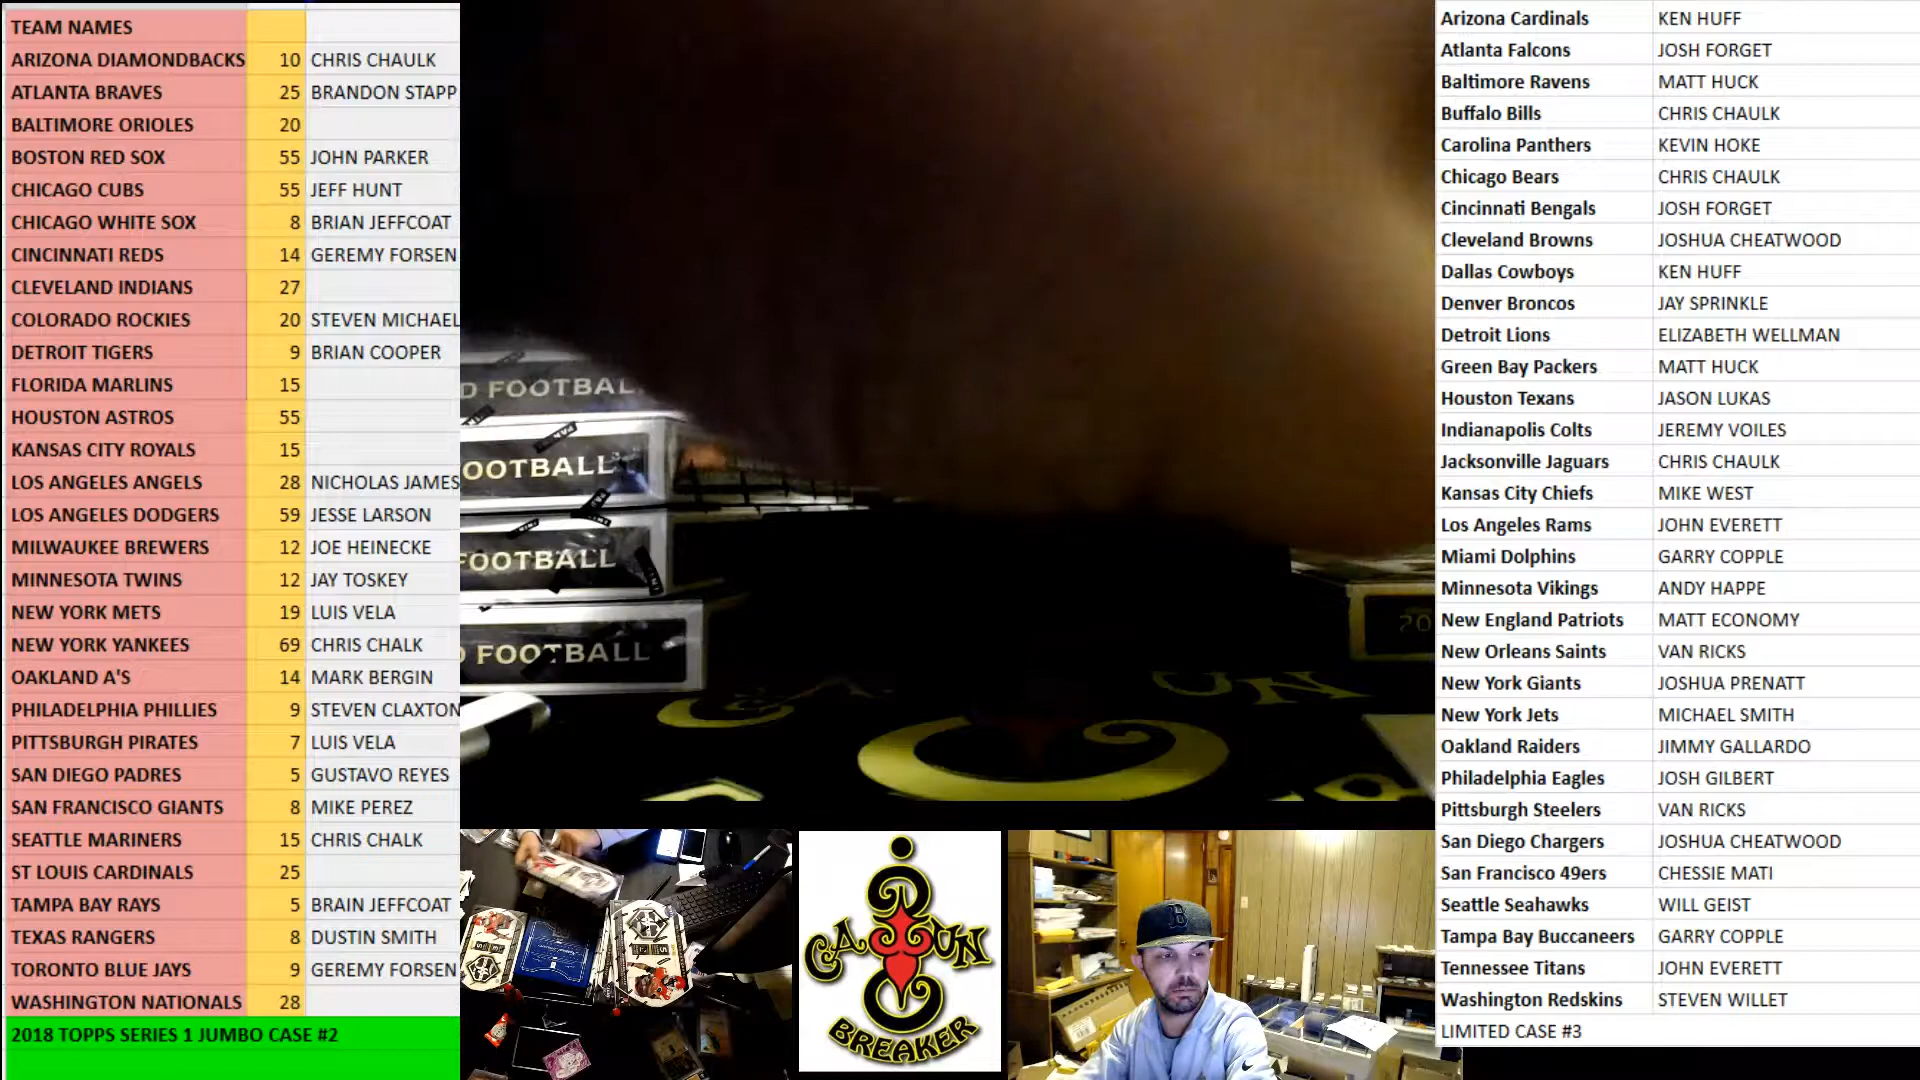 TEAM NAMES
ARIZONA DIAMONDBACKS 10 CHRIS CHAULK
ATLANTA BRAVES 25 BRANDON STAPP
BALTIMORE ORIOLES 20
BOSTON RED SOX 55 JOHN PARKER
CHICAGO CUBS 55 JEFF HUNT
CHICAGO WHITE SOX 8 BRIAN JEFFCOAT
CINCINNATI REDS 14 GEREMY FORSEN
CLEVELAND INDIANS 27
COLORADO ROCKIES 20 STEVEN MICHAEL
DETROIT TIGERS 9 BRIAN COOPER
FLORIDA MARLINS 15
HOUSTON ASTROS 55
KANSAS CITY ROYALS 15
LOS ANGELES ANGELS 28 NICHOLAS JAMES
LOS ANGELES DODGERS 59 JESSE LARSON
MILWAUKEE BREWERS 12 JOE HEINECKE
MINNESOTA TWINS 12 JAY TOSKEY
NEW YORK METS 19 LUIS VELA
NEW YORK YANKEES 69 CHRIS CHALK
OAKLAND A'S 14 MARK BERGIN
PHILADELPHIA PHILLIES 9 STEVEN CLAXTON
PITTSBURGH PIRATES 7 LUIS VELA
SAN DIEGO PADRES 5 GUSTAVO REYES
SAN FRANCISCO GIANTS 8 MIKE PEREZ
SEATTLE MARINERS 15 CHRIS CHALK
ST LOUIS CARDINALS 25
TAMPA BAY RAYS 5 BRAIN JEFFCOAT
TEXAS RANGERS 8 DUSTIN SMITH
TORONTO BLUE JAYS 9 GEREMY FORSEN
WASHINGTON NATIONALS 28
2018 TOPPS SERIES 1 JUMBO CASE #2
D FOOTBAL
OOTBALL
FOOTBALL
FOOTBALL
20
CAJUN
BREAKER
B
Arizona Cardinals KEN HUFF
Atlanta Falcons JOSH FORGET
Baltimore Ravens MATT HUCK
Buffalo Bills CHRIS CHAULK
Carolina Panthers KEVIN HOKE
Chicago Bears CHRIS CHAULK
Cincinnati Bengals JOSH FORGET
Cleveland Browns JOSHUA CHEATWOOD
Dallas Cowboys KEN HUFF
Denver Broncos JAY SPRINKLE
Detroit Lions ELIZABETH WELLMAN
Green Bay Packers MATT HUCK
Houston Texans JASON LUKAS
Indianapolis Colts JEREMY VOILES
Jacksonville Jaguars CHRIS CHAULK
Kansas City Chiefs MIKE WEST
Los Angeles Rams JOHN EVERETT
Miami Dolphins GARRY COPPLE
Minnesota Vikings ANDY HAPPE
New England Patriots MATT ECONOMY
New Orleans Saints VAN RICKS
New York Giants JOSHUA PRENATT
New York Jets MICHAEL SMITH
Oakland Raiders JIMMY GALLARDO
Philadelphia Eagles JOSH GILBERT
Pittsburgh Steelers VAN RICKS
San Diego Chargers JOSHUA CHEATWOOD
San Francisco 49ers CHESSIE MATI
Seattle Seahawks WILL GEIST
Tampa Bay Buccaneers GARRY COPPLE
Tennessee Titans JOHN EVERETT
Washington Redskins STEVEN WILLET
LIMITED CASE #3